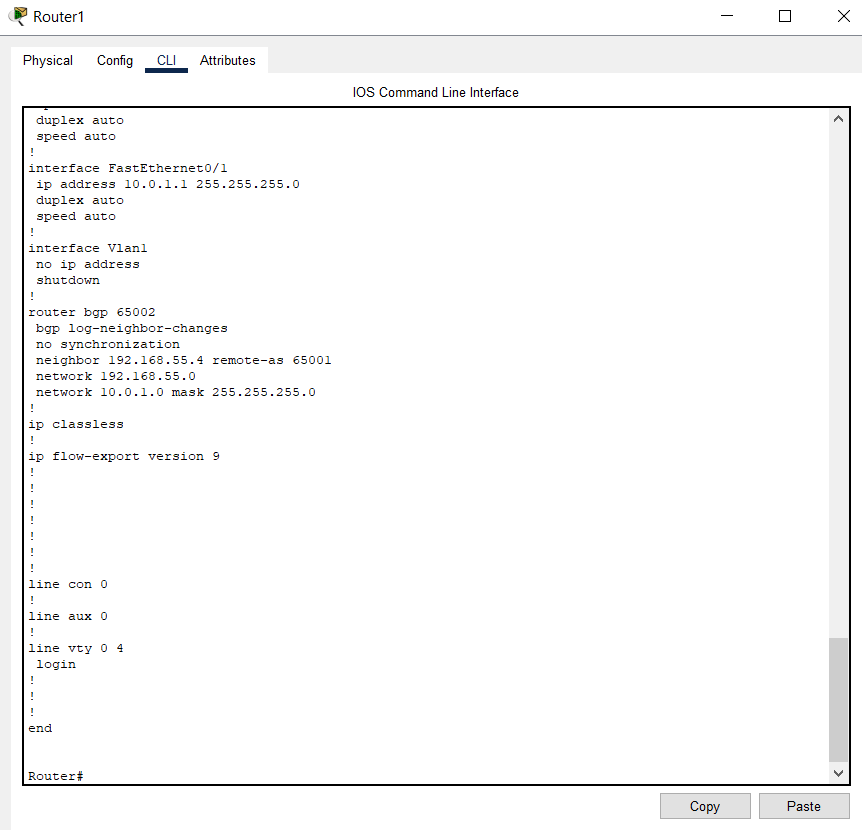 Router1
Physical Config CLI Attributes
IOS Command Line Interface
duplex auto
speed auto
!
interface FastEthernet0/1
ip address 10.0.1.1 255.255.255.0
duplex auto
speed auto
!
interface Vlan1
no ip address
shutdown
!
router bgp 65002
bgp log-neighbor-changes
no synchronization
neighbor 192.168.55.4 remote-as 65001
network 192.168.55.0
network 10.0.1.0 mask 255.255.255.0
!
ip classless
!
ip flow-export version 9
!
!
!
!
!
!
!
line con 0
!
line aux 0
!
line vty 0 4
login
!
!
!
end
Router#
Copy Paste